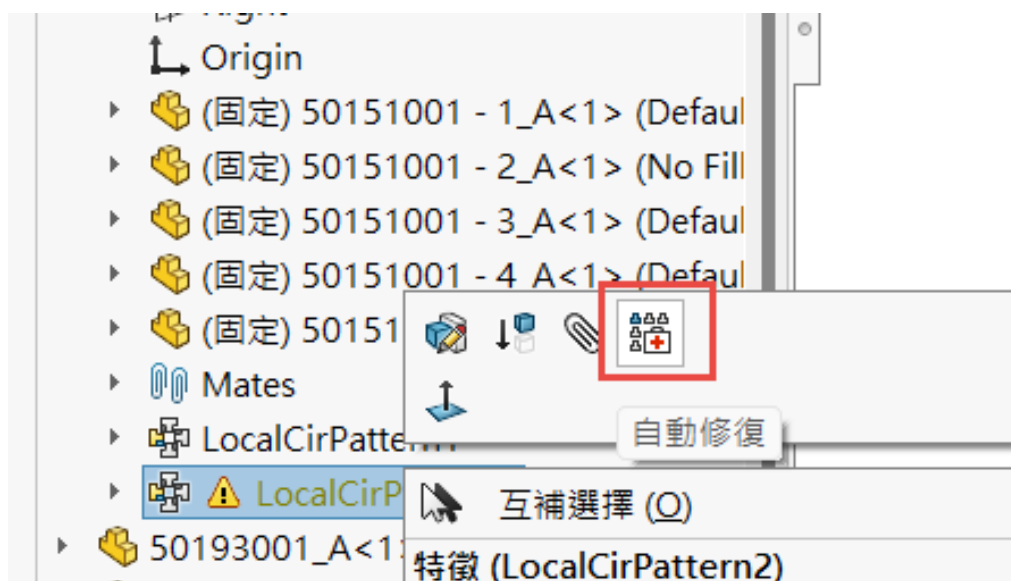 Origin
(固定) 50151001 - 1_A<1> (Defaul
(固定) 50151001 - 2_A<1> (No Fill
(固定) 50151001 - 3_A<1> (Defaul
(固定) 50151001 - 4_A<1> (Defaul
(固定) 50151
Mates
自動修復
LocalCirPattern1
LocalCirP
互補選擇 (O)
50193001_A<1>
特徵 (LocalCirPattern2)